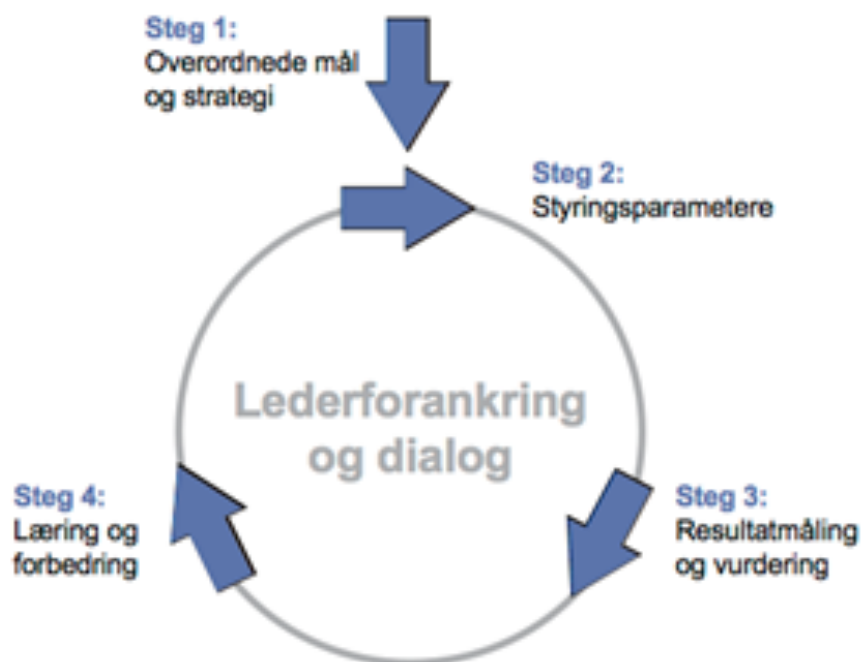 Steg 1:
Overordnede mål
og strategi
Steg 2:
Styringsparametere
Lederforankring
og dialog
Steg 3:
Resultatmåling
og vurdering
Steg 4:
Læring og
forbedring